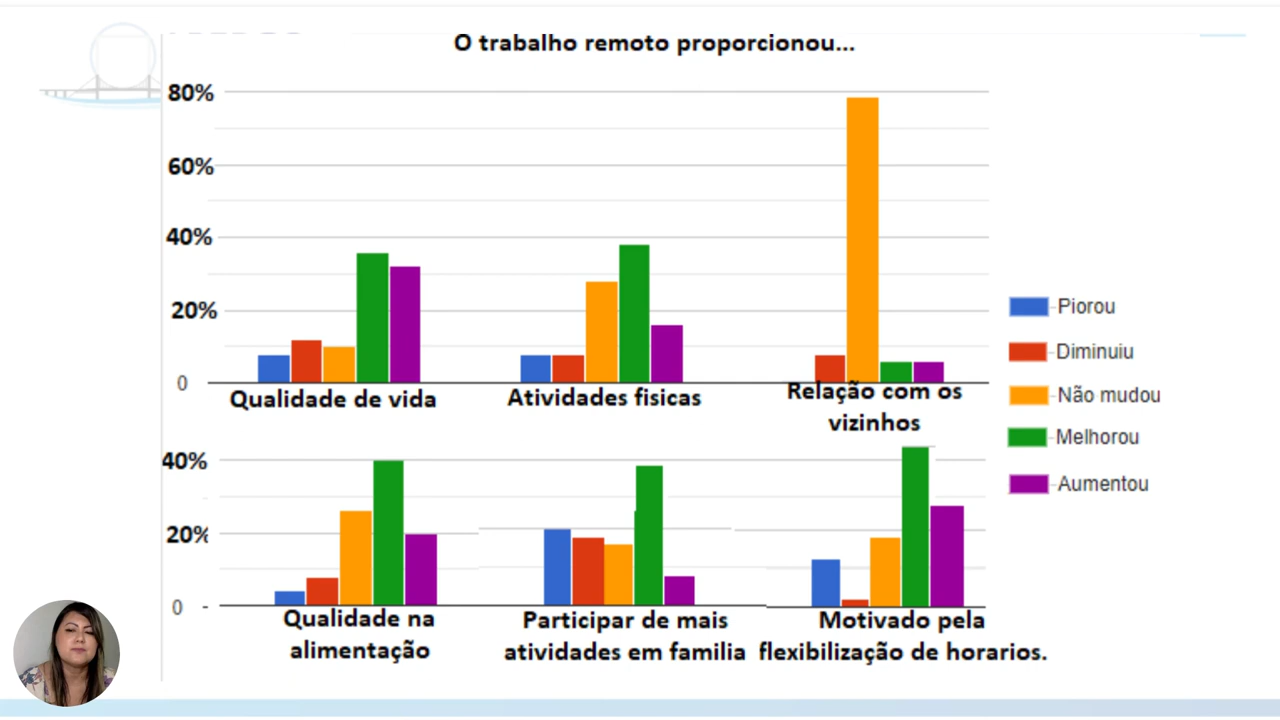 O trabalho remoto proporcionou...
80%
60%
40%
20%
0
Qualidade de vida
Atividades fisicas
Relação com os
vizinhos
Piorou
Diminuiu
Não mudou
Melhorou
Aumentou
40%
20%
0 -
Qualidade na
alimentação
Participar de mais
atividades em familia
Motivado pela
flexibilização de horarios.